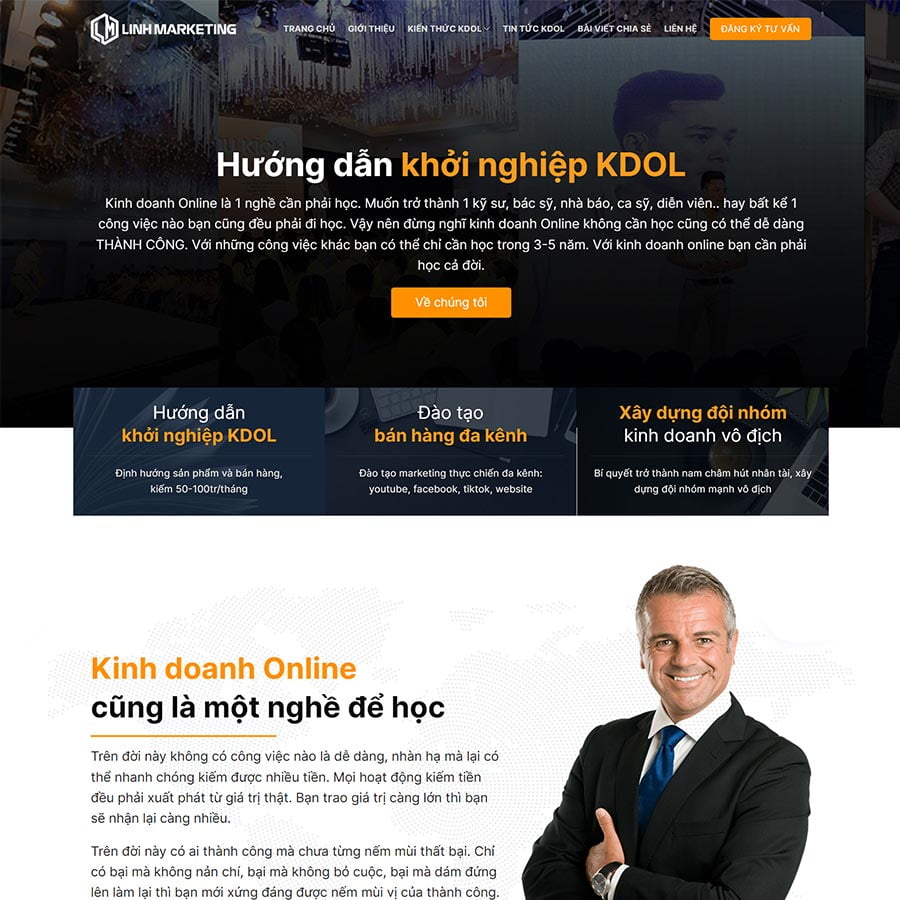 LINH MARKETING
TRANG CHỦ GIỚI THIỆU KIẾN THỨC KDOL TIN TỨC KDOL BÀI VIẾT CHIA SẺ LIÊN HỆ ĐĂNG KÝ TƯ VẤN
Hướng dẫn khởi nghiệp KDOL
Kinh doanh Online là 1 nghề cần phải học. Muốn trở thành 1 kỹ sư, bác sỹ, nhà báo, ca sỹ, diễn viên.. hay bất kể 1
công việc nào bạn cũng đều phải đi học. Vậy nên đừng nghĩ kinh doanh Online không cần học cũng có thể dễ dàng
THÀNH CÔNG. Với những công việc khác bạn có thể chỉ cần học trong 3-5 năm. Với kinh doanh online bạn cần phải
học cả đời.
Về chúng tôi
Hướng dẫn
khởi nghiệp KDOL
Định hướng sản phẩm và bán hàng,
kiếm 50-100tr/tháng
Đào tạo
bán hàng đa kênh
Đào tạo marketing thực chiến đa kênh:
youtube, facebook, tiktok, website
Xây dựng đội nhóm
kinh doanh vô địch
Bí quyết trở thành nam châm hút nhân tài, xây
dựng đội nhóm mạnh vô địch
Kinh doanh Online
cũng là một nghề để học
Trên đời này không có công việc nào là dễ dàng, nhàn hạ mà lại có
thể nhanh chóng kiếm được nhiều tiền. Mọi hoạt động kiếm tiền
đều phải xuất phát từ giá trị thật. Bạn trao giá trị càng lớn thì bạn
sẽ nhận lại càng nhiều.
Trên đời này có ai thành công mà chưa từng nếm mùi thất bại. Chỉ
có bại mà không nản chí, bại mà không bỏ cuộc, bại mà dám đứng
lên làm lại thì bạn mới xứng đáng được nếm mùi vị của thành công.